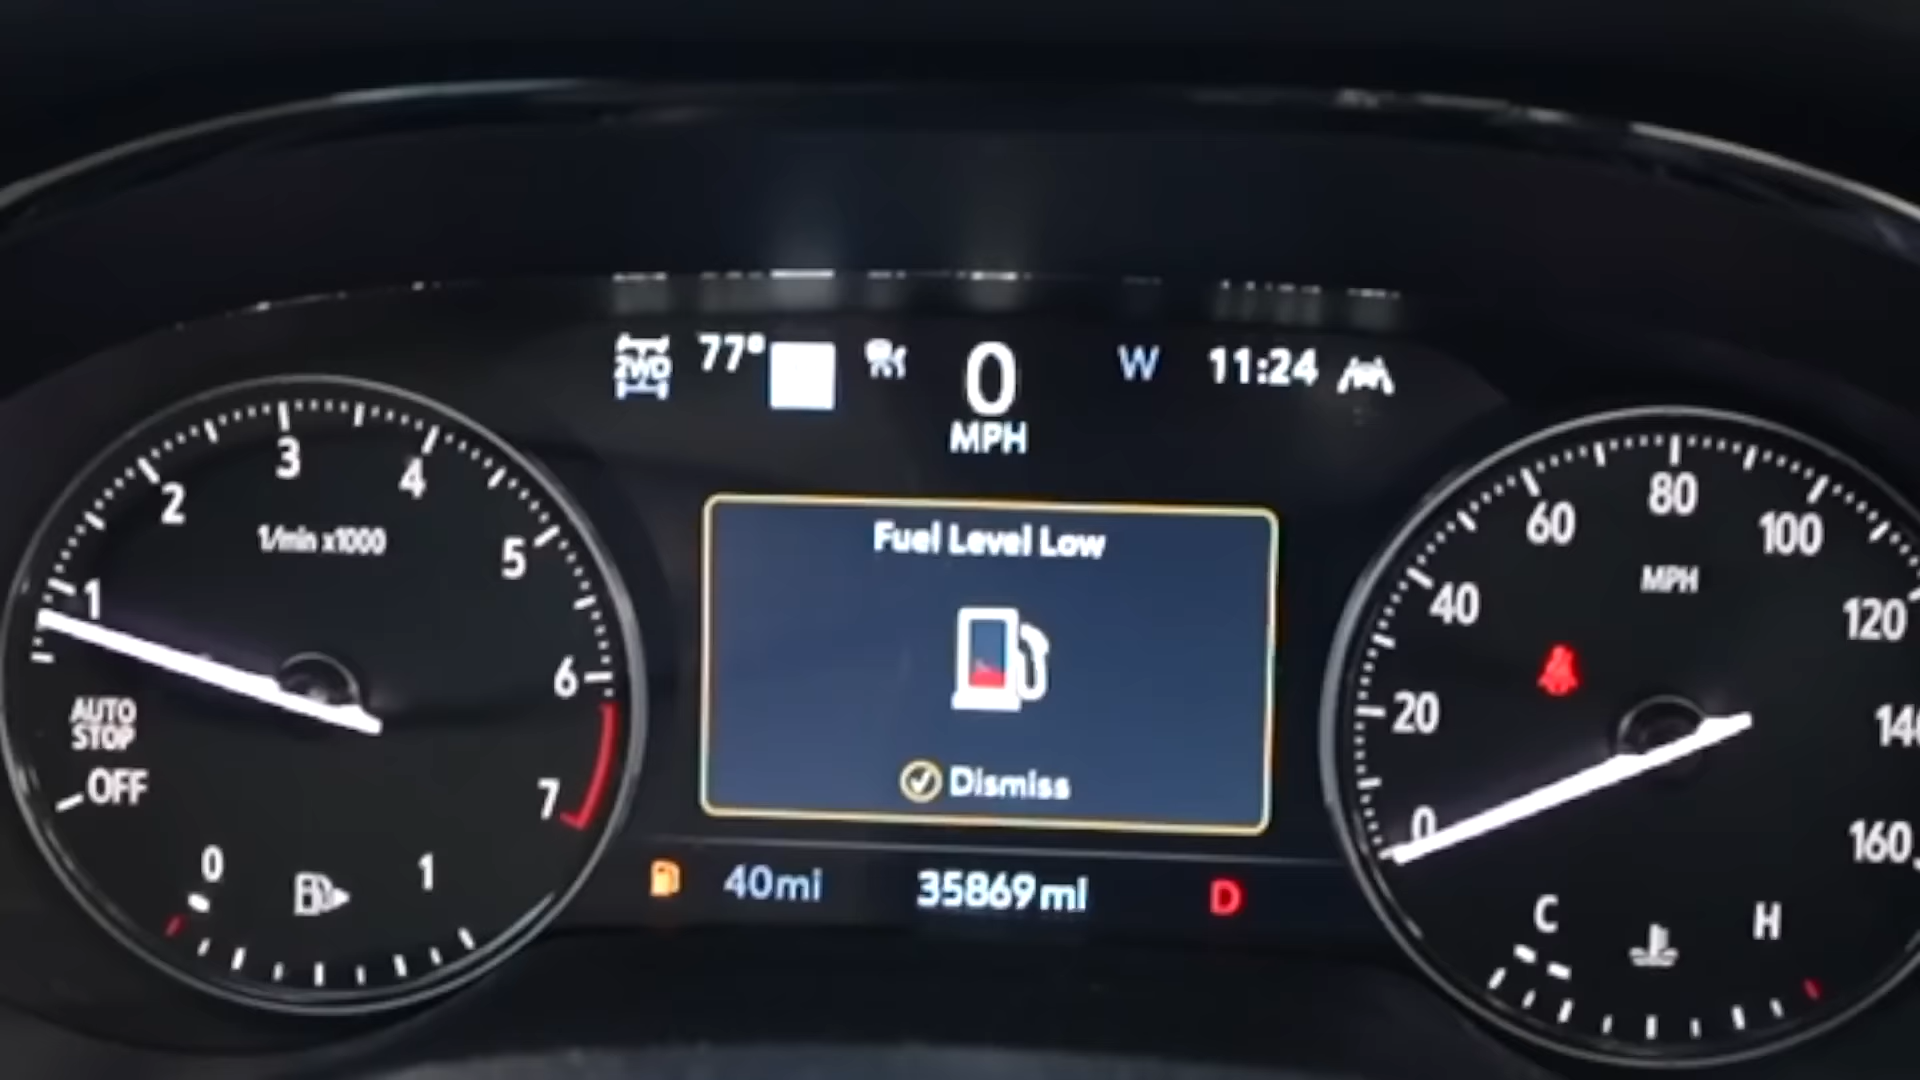 2WD 77° 0 W 11:24
MPH
1 2 3 4 5 6 7
1/min x1000
AUTO
STOP
OFF
0 1
Fuel Level Low
Dismiss
40mi 35869mi D
0 20 40 60 80 100 120 140 160
MPH
C H